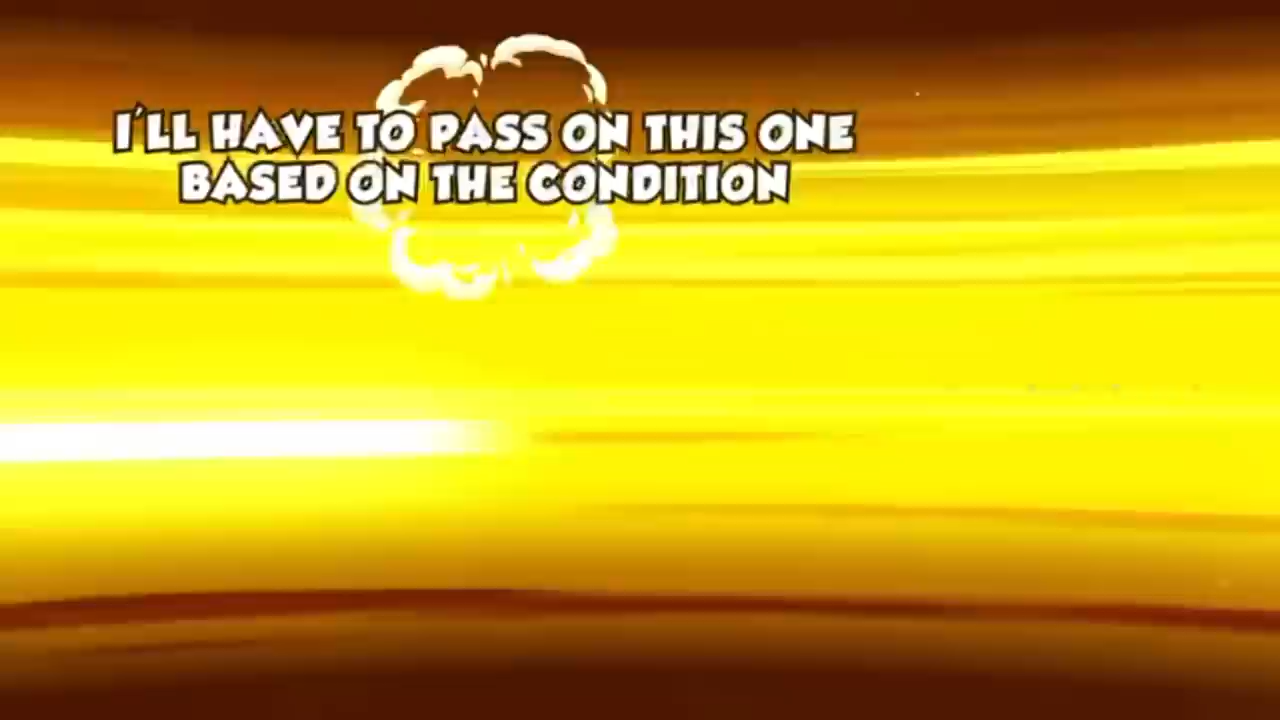 I'LL HAVE TO PASS ON THIS ONE
BASED ON THE CONDITION